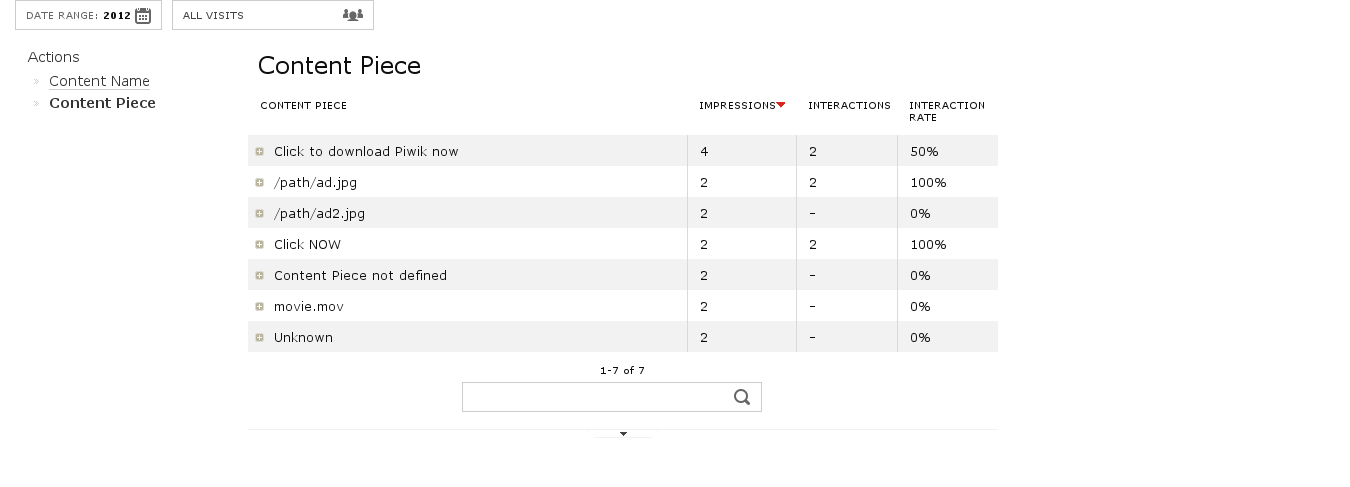 DATE RANGE: 2012 ALL VISITS
Actions
Content Name
Content Piece
Content Piece
CONTENT PIECE IMPRESSIONS INTERACTIONS INTERACTION RATE
Click to download Piwik now 4 2 50%
/path/ad.jpg 2 2 100%
/path/ad2.jpg 2 - 0%
Click NOW 2 2 100%
Content Piece not defined 2 - 0%
movie.mov 2 - 0%
Unknown 2 - 0%
1-7 of 7